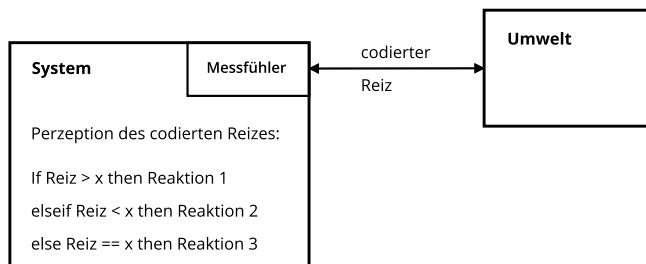 System
Messfühler
codierter
Reiz
Umwelt
Perzeption des codierten Reizes:
If Reiz > x then Reaktion 1
elseif Reiz < x then Reaktion 2
else Reiz == x then Reaktion 3